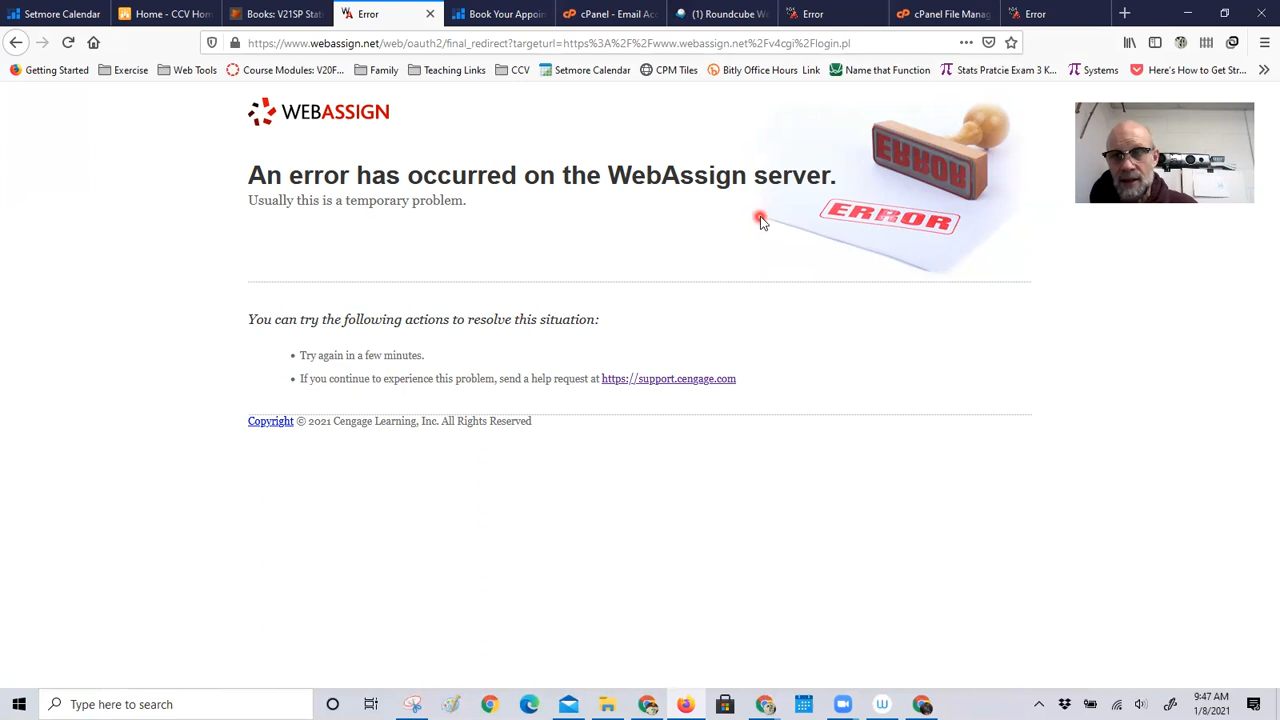 Setmore Calendar
Home - CCV Hom
Books: V21SP Stat
Error
Book Your Appoin
cPanel - Email Acc
(1) Roundcube We
Error
cPanel File Manag
Error
https://www.webassign.net/web/oauth2/final_redirect?targeturl=https%3A%2F%2Fwww.webassign.net%2Fv4cgi%2Flogin.pl
Getting Started
Exercise
Web Tools
Course Modules: V20F...
Family
Teaching Links
CCV
Setmore Calendar
CPM Tiles
Bitly Office Hours Link
Name that Function
Stats Pratcie Exam 3 K...
Systems
Here's How to Get Str...
WEBASSIGN
ERROR
An error has occurred on the WebAssign server.
Usually this is a temporary problem.
ERROR
You can try the following actions to resolve this situation:
• Try again in a few minutes.
• If you continue to experience this problem, send a help request at https://support.cengage.com
Copyright © 2021 Cengage Learning, Inc. All Rights Reserved
Type here to search
9:47 AM
1/8/2021